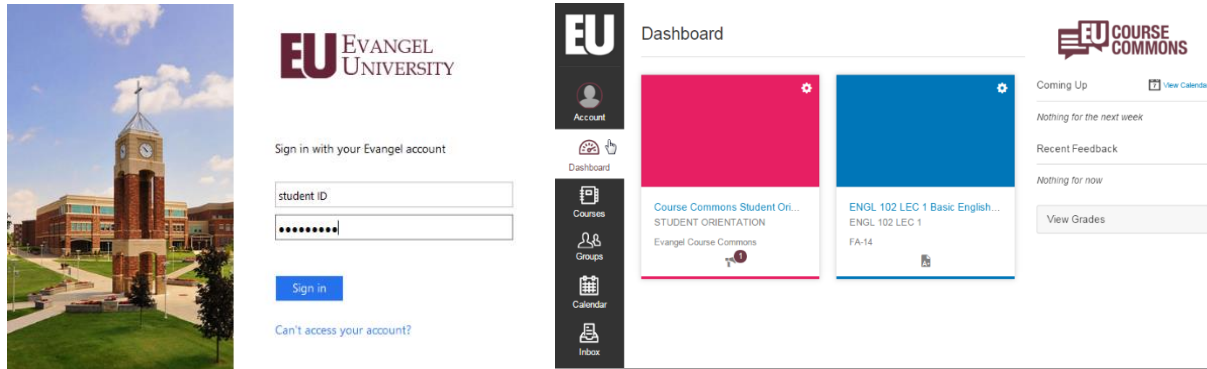 EU EVANGEL
UNIVERSITY
Sign in with your Evangel account
student ID
•••••••••
Sign in
Can't access your account?
EU
Account
Dashboard
Courses
Groups
Calendar
Inbox
Dashboard
Course Commons Student Ori...
STUDENT ORIENTATION
Evangel Course Commons
1
ENGL 102 LEC 1 Basic English...
ENGL 102 LEC 1
FA-14
EU COURSE
COMMONS
Coming Up
7 View Calenda
Nothing for the next week
Recent Feedback
Nothing for now
View Grades